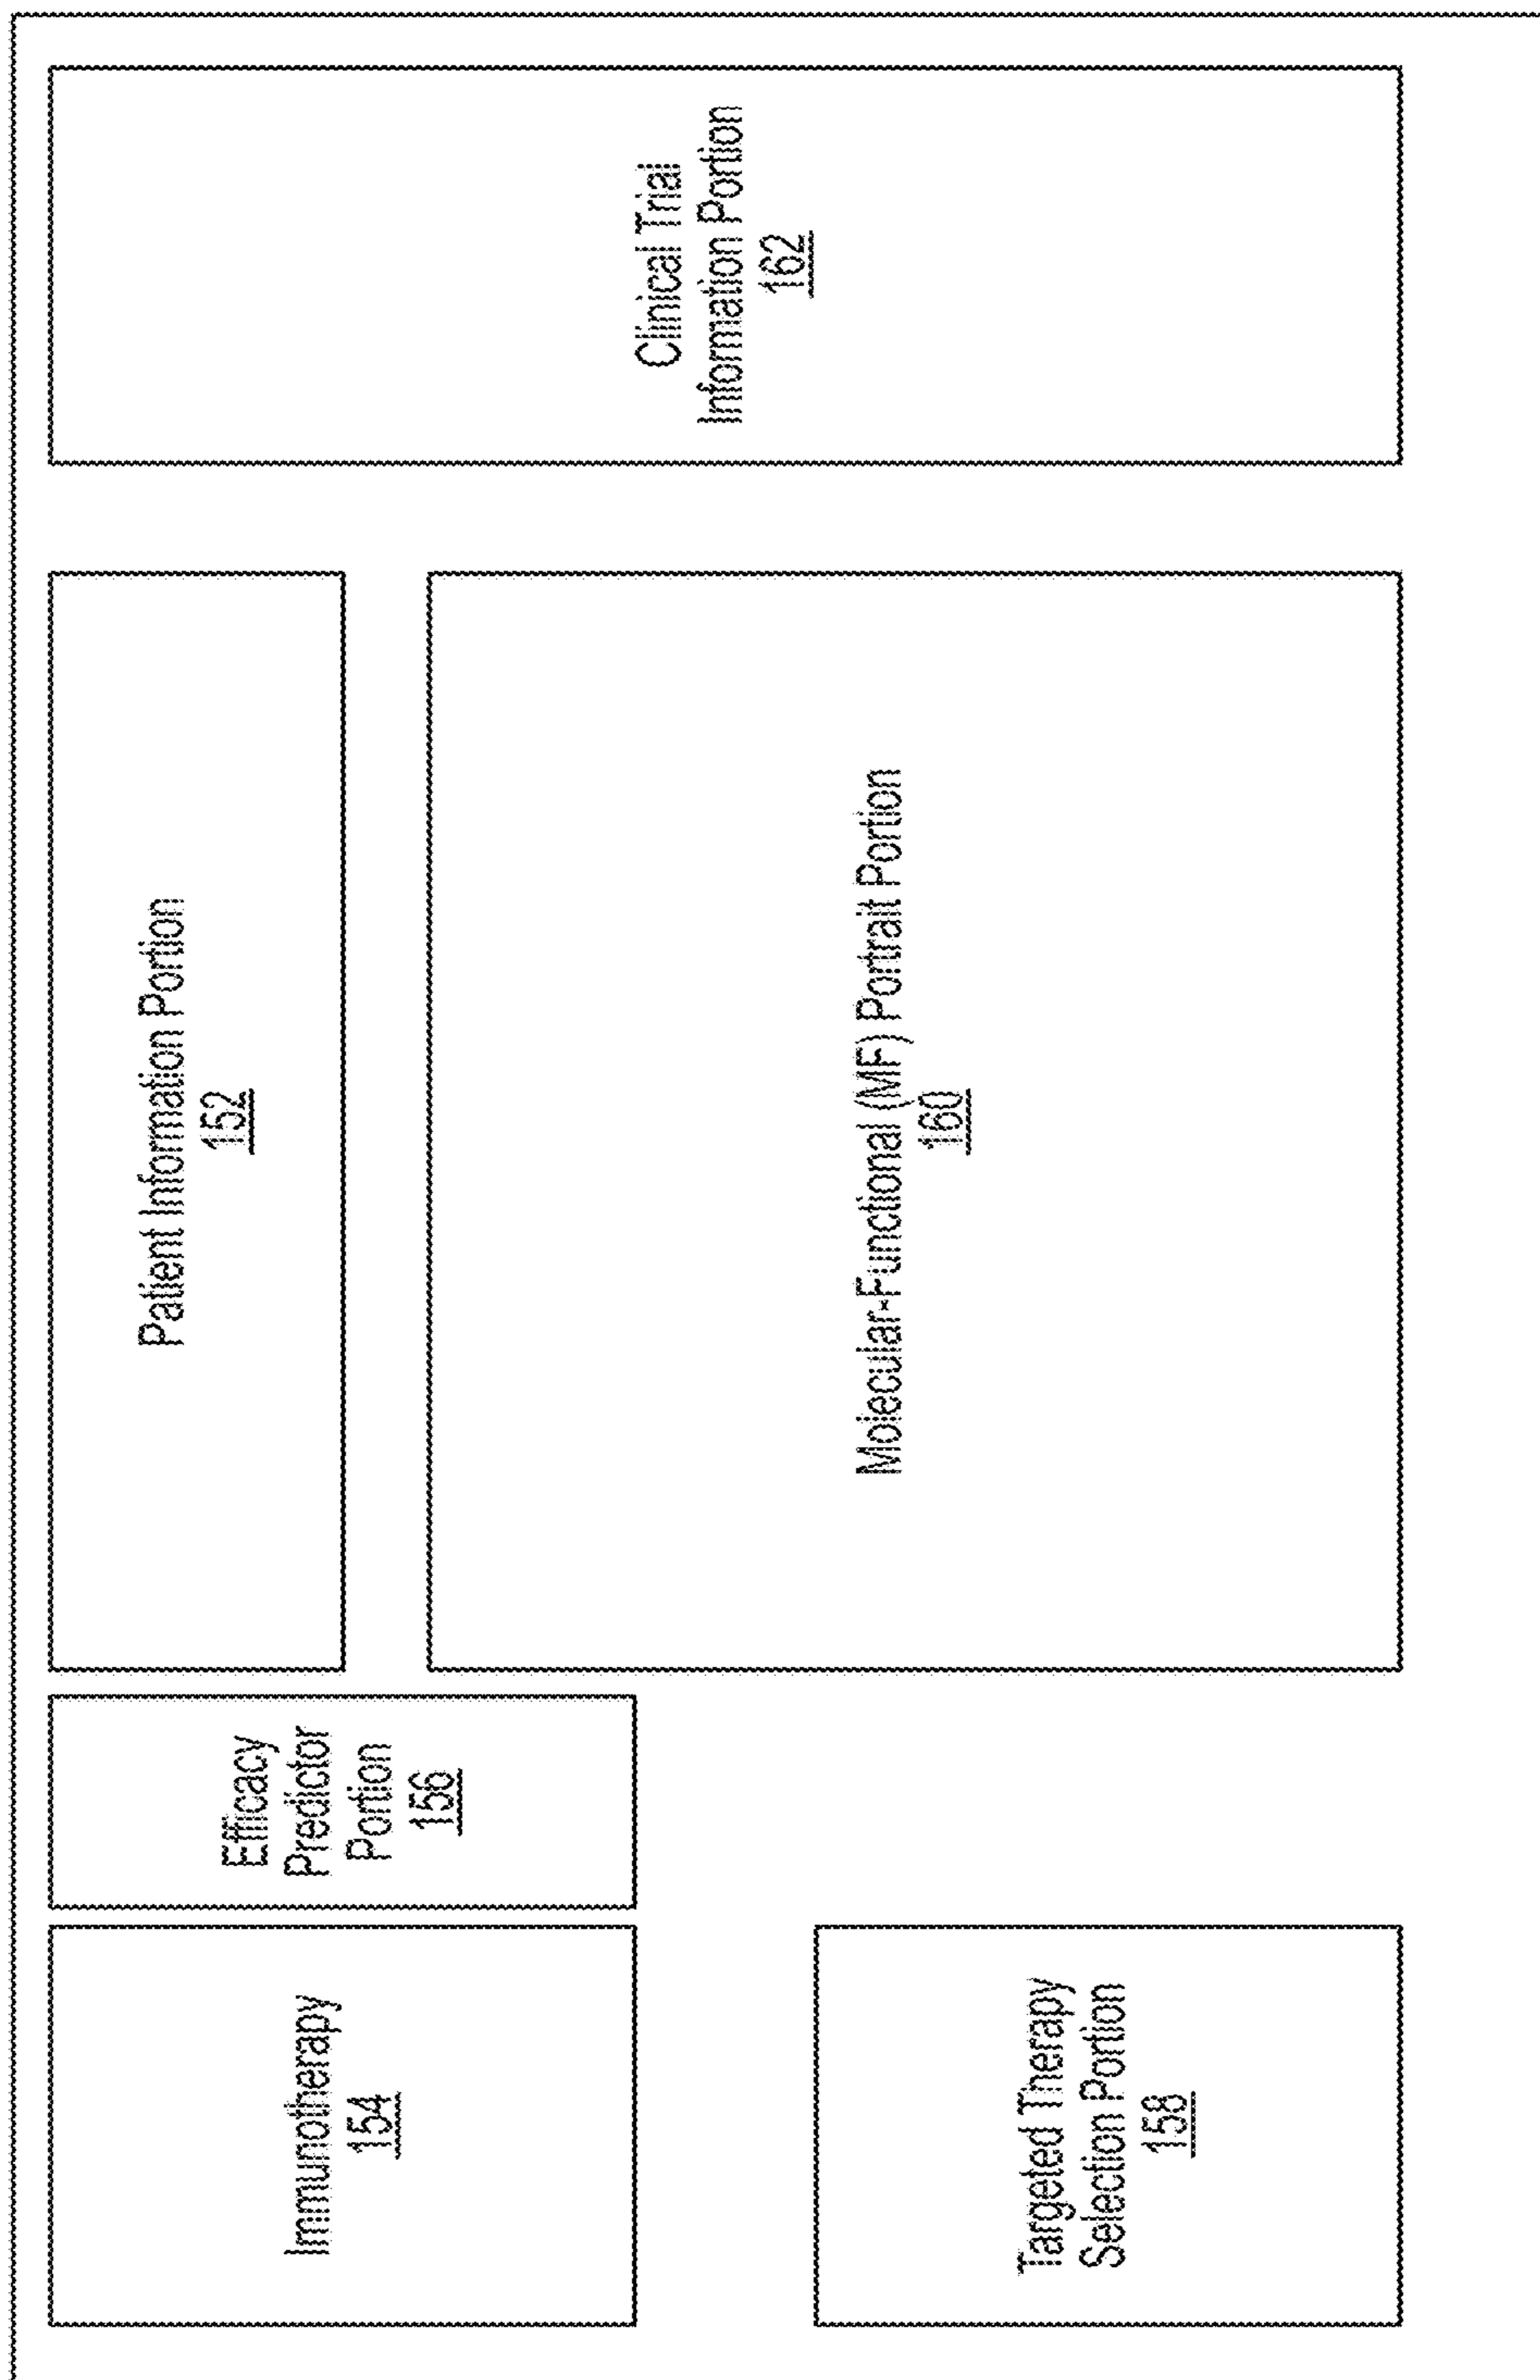 Immunotherapy
154
Efficacy
Predictor
Portion
156
Patient Information Portion
152
Clinical Trial
Information Portion
162
Targeted Therapy
Selection Portion
158
Molecular-Functional (MF) Portrait Portion
160